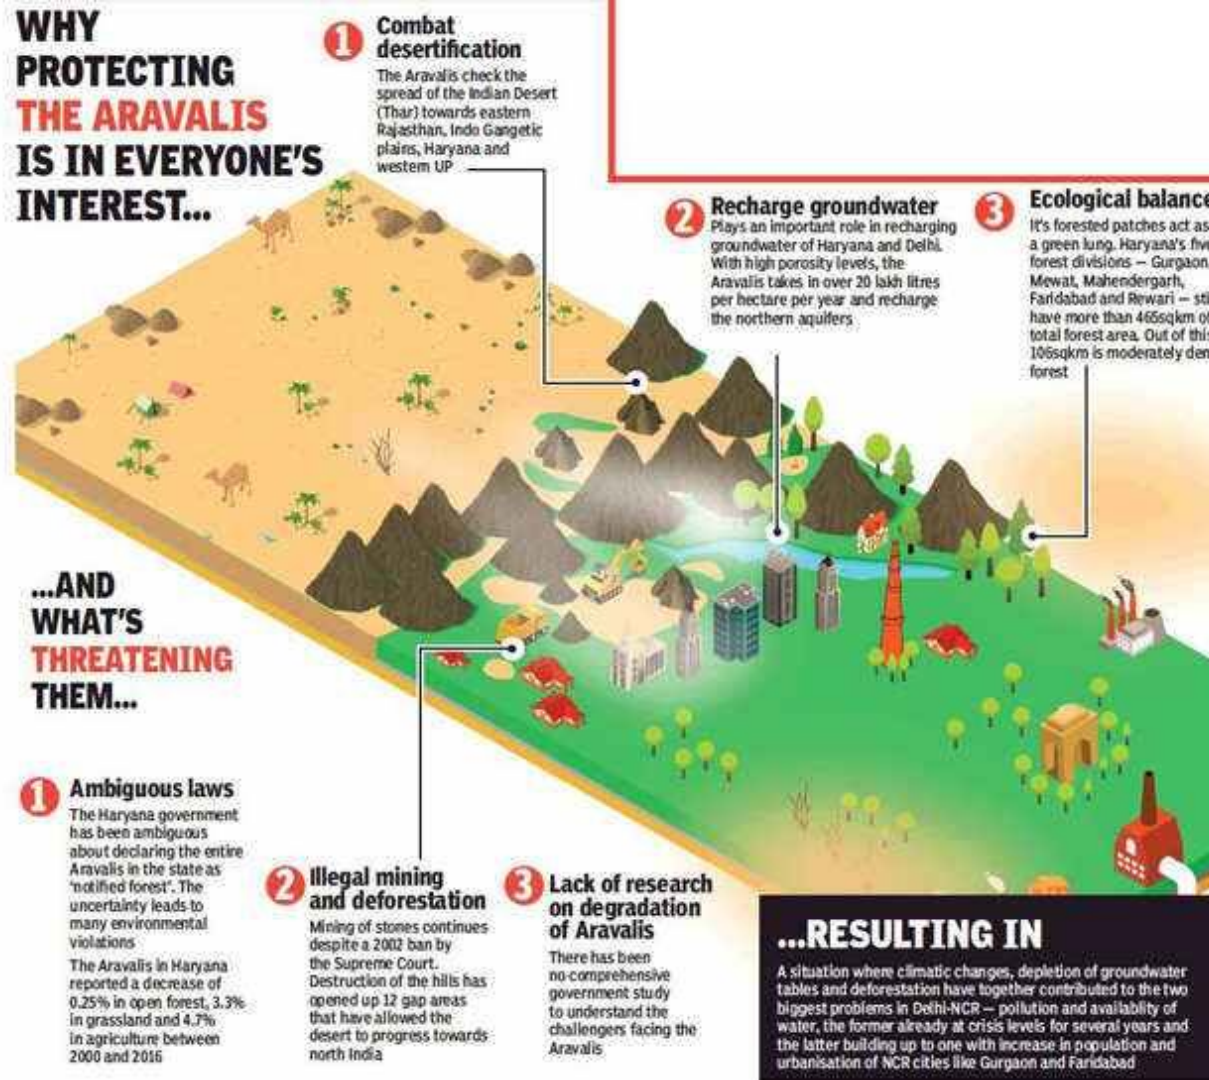 WHY
PROTECTING
THE ARAVALIS
IS IN EVERYONE'S
INTEREST...
1
Combat
desertification
The Aravalis check the
spread of the Indian Desert
(Thar) towards eastern
Rajasthan, Indo Gangetic
plains, Haryana and
western UP
2
Recharge groundwater
Plays an important role in recharging
groundwater of Haryana and Delhi.
With high porosity levels, the
Aravalis takes in over 20 lakh litres
per hectare per year and recharge
the northern aquifers
3
Ecological balance
It's forested patches act as
a green lung. Haryana's
forest divisions — Gurgaon,
Mewat, Mahendergarh,
Faridabad and Rewari —
have more than 465sqkm of
total forest area. Out of this
106sqkm is moderately
forest
...AND
WHAT'S
THREATENING
THEM...
1
Ambiguous laws
The Haryana government
has been ambiguous
about declaring the entire
Aravalis in the state as
'notified forest'. The
uncertainty leads to
many environmental
violations
The Aravalis in Haryana
reported a decrease of
0.25% in open forest, 3.3%
in grassland and 4.7%
in agriculture between
2000 and 2016
2
Illegal mining
and deforestation
Mining of stones continues
despite a 2002 ban by
the Supreme Court.
Destruction of the hills has
opened up 12 gap areas
that have allowed the
desert to progress towards
north India
3
Lack of research
on degradation
of Aravalis
There has been
no comprehensive
government study
to understand the
challengers facing the
Aravalis
...RESULTING IN
A situation where climatic changes, depletion of groundwater
tables and deforestation have together contributed to the two
biggest problems in Delhi-NCR — pollution and availablity of
water, the former already at crisis levels for several years and
the latter building up to one with increase in population and
urbanisation of NCR cities like Gurgaon and Faridabad